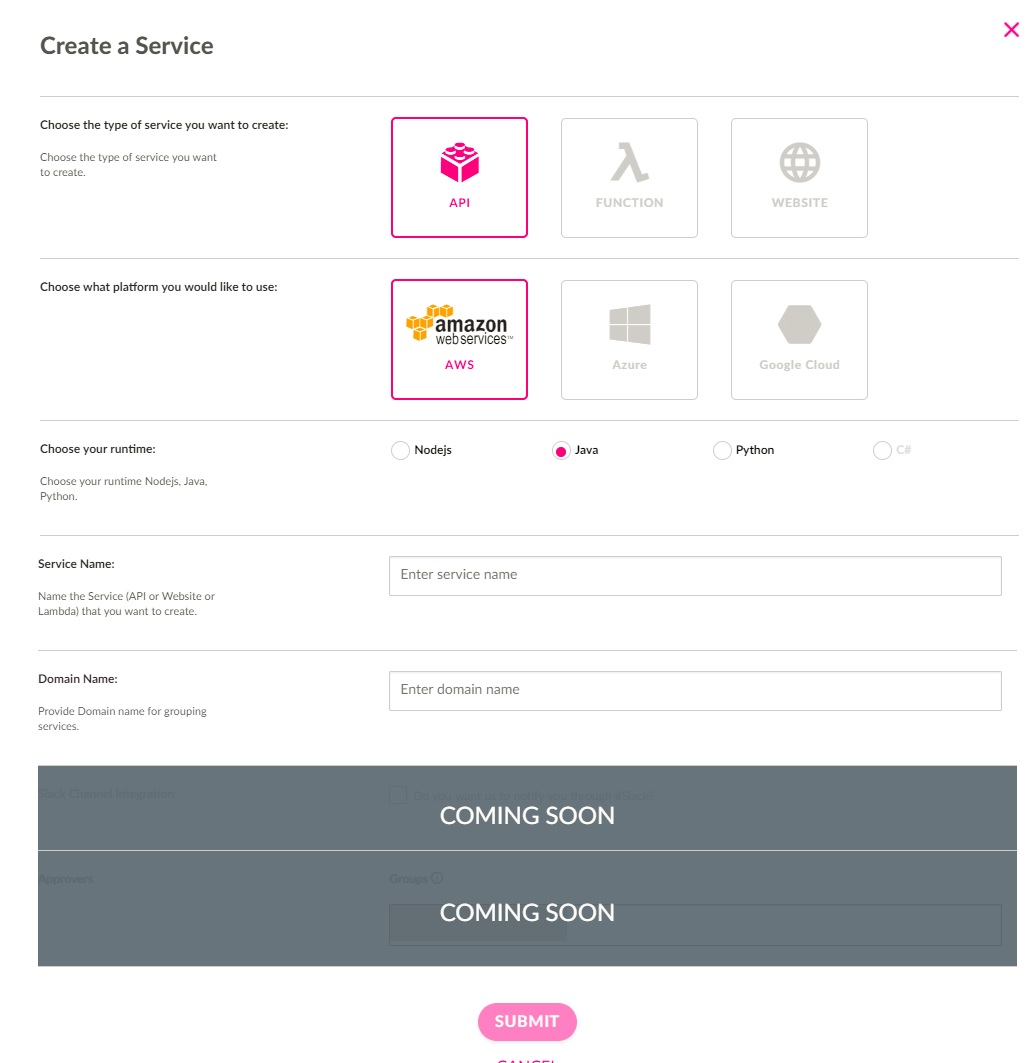 Create a Service
Choose the type of service you want to create:
Choose the type of service you want
to create.
API
FUNCTION
WEBSITE
Choose what platform you would like to use:
amazon
webservices™
AWS
Azure
Google Cloud
Choose your runtime:
Choose your runtime Nodejs, Java,
Python.
Nodejs
Java
Python
C#
Service Name:
Name the Service (API or Website or
Lambda) that you want to create.
Enter service name
Domain Name:
Provide Domain name for grouping
services.
Enter domain name
Slack Channel Integration:
Do you want us to notify you through #Slack?
COMING SOON
Approvers
Groups
COMING SOON
SUBMIT
CANCEL